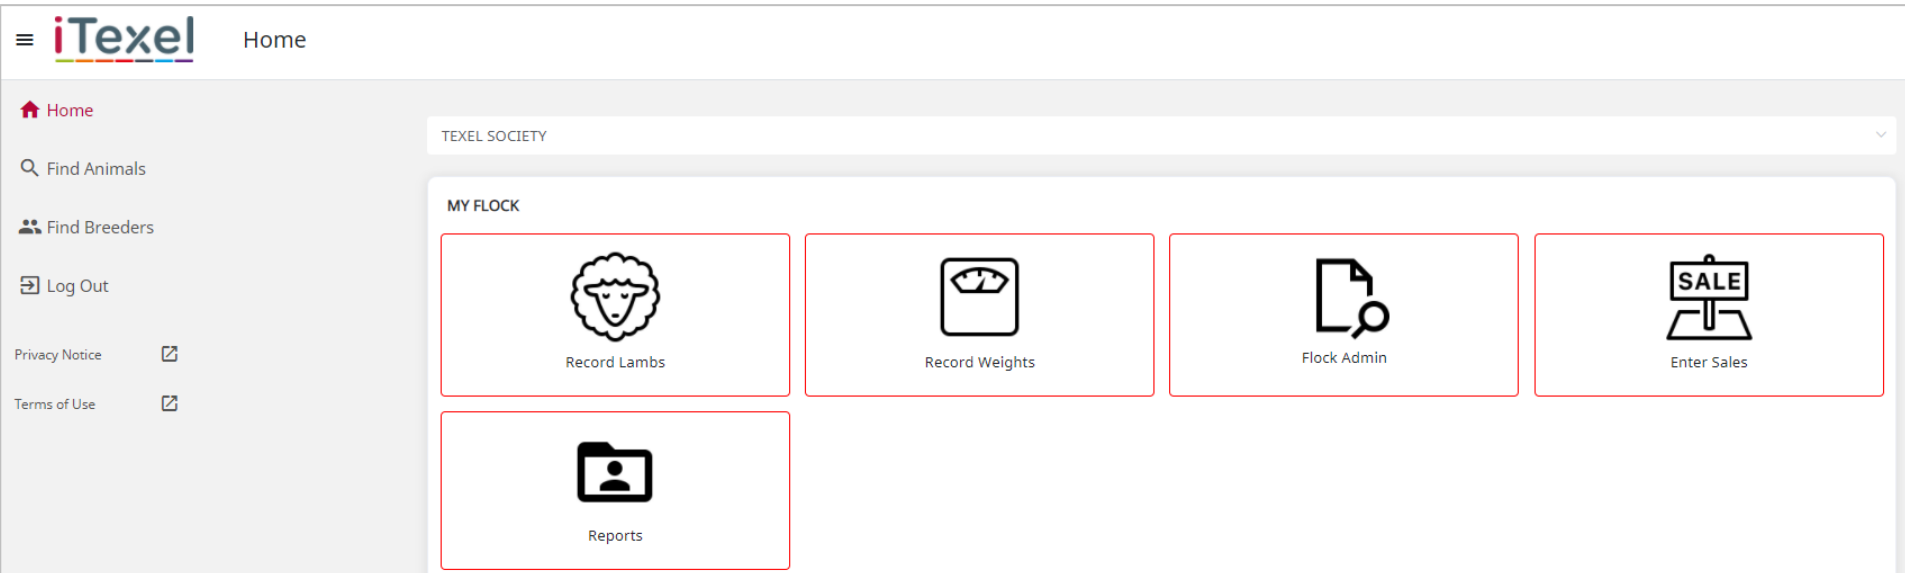 iTexel
Home
Home
Find Animals
Find Breeders
Log Out
Privacy Notice
Terms of Use
TEXEL SOCIETY
MY FLOCK
Record Lambs
Record Weights
Flock Admin
SALE
Enter Sales
Reports